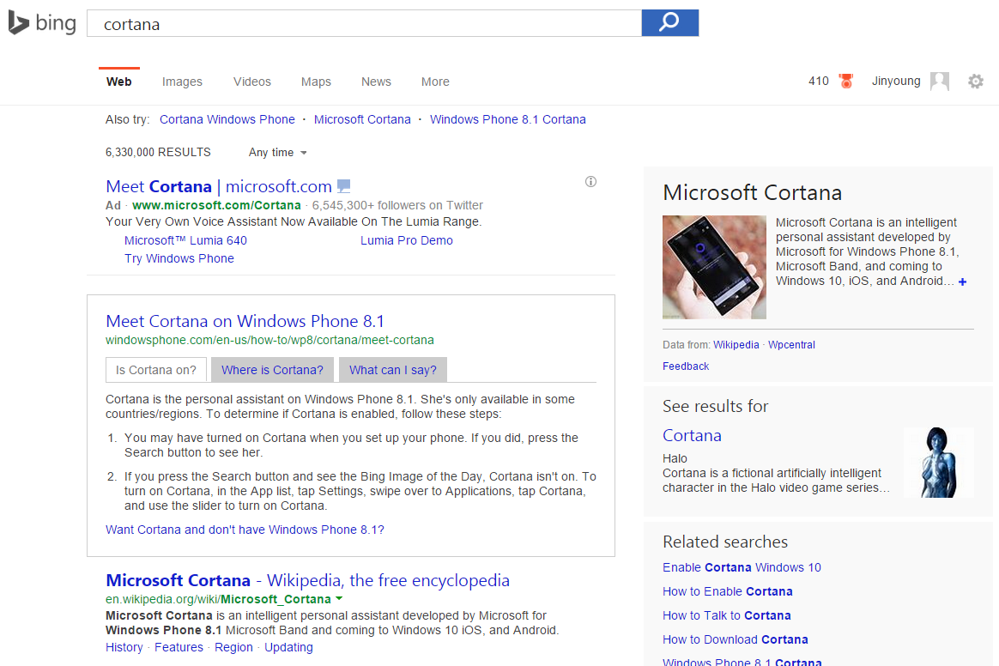 bing
cortana
Web Images Videos Maps News More
410 Jinyoung
Also try: Cortana Windows Phone · Microsoft Cortana · Windows Phone 8.1 Cortana
6,330,000 RESULTS Any time
Meet Cortana | microsoft.com
Ad · www.microsoft.com/Cortana · 6,545,300+ followers on Twitter
Your Very Own Voice Assistant Now Available On The Lumia Range.
Microsoft™ Lumia 640 Lumia Pro Demo
Try Windows Phone
Meet Cortana on Windows Phone 8.1
windowsphone.com/en-us/how-to/wp8/cortana/meet-cortana
Is Cortana on? Where is Cortana? What can I say?
Cortana is the personal assistant on Windows Phone 8.1. She's only available in some
countries/regions. To determine if Cortana is enabled, follow these steps:
1. You may have turned on Cortana when you set up your phone. If you did, press the
Search button to see her.
2. If you press the Search button and see the Bing Image of the Day, Cortana isn't on. To
turn on Cortana, in the App list, tap Settings, swipe over to Applications, tap Cortana,
and use the slider to turn on Cortana.
Want Cortana and don't have Windows Phone 8.1?
Microsoft Cortana - Wikipedia, the free encyclopedia
en.wikipedia.org/wiki/Microsoft_Cortana
Microsoft Cortana is an intelligent personal assistant developed by Microsoft for
Windows Phone 8.1 Microsoft Band and coming to Windows 10 iOS, and Android.
History · Features · Region · Updating
Microsoft Cortana
Microsoft Cortana is an intelligent
personal assistant developed by
Microsoft for Windows Phone 8.1,
Microsoft Band, and coming to
Windows 10, iOS, and Android… +
Data from: Wikipedia · Wpcentral
Feedback
See results for
Cortana
Halo
Cortana is a fictional artificially intelligent
character in the Halo video game series…
Related searches
Enable Cortana Windows 10
How to Enable Cortana
How to Talk to Cortana
How to Download Cortana
Windows Phone 8.1 Cortana